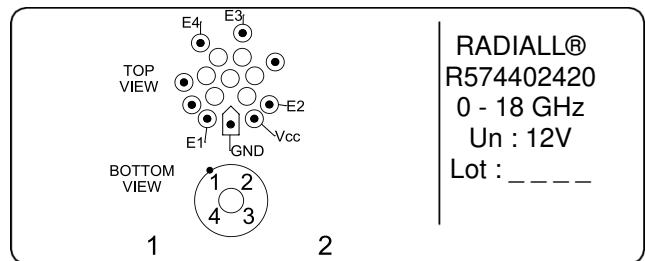 E4
E3
TOP
VIEW
E2
E1
Vcc
GND
BOTTOM
VIEW
1 2
4 3
1 2
RADIALL®
R574402420
0 - 18 GHz
Un : 12V
Lot : _ _ _ _